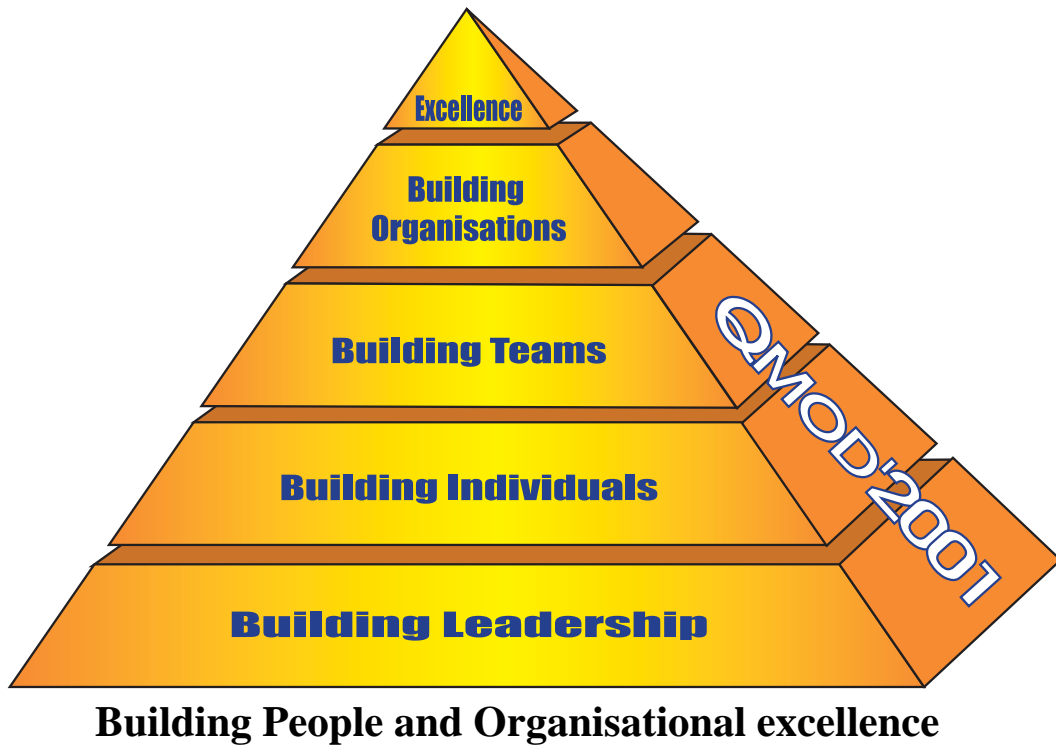 Excellence
Building
Organisations
Building Teams
Building Individuals
Building Leadership
QMOD'2001
Building People and Organisational excellence